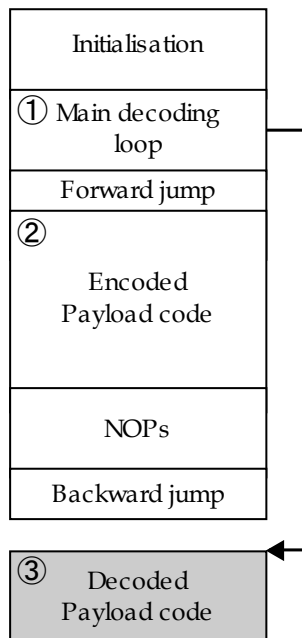 Initialisation
① Main decoding
loop
Forward jump
②
Encoded
Payload code
NOPs
Backward jump
③
Decoded
Payload code